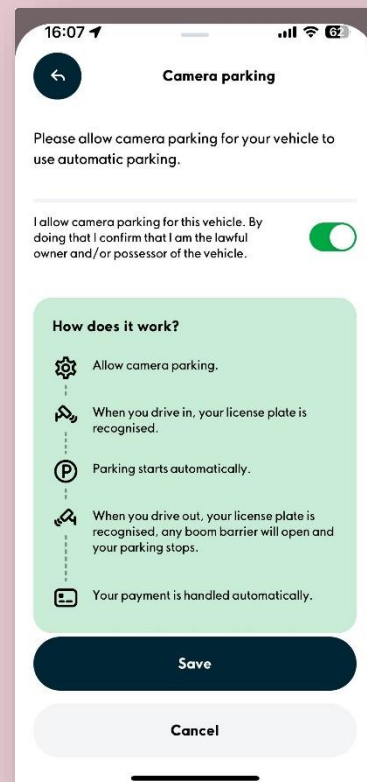 16:07
62
Camera parking
Please allow camera parking for your vehicle to
use automatic parking.
I allow camera parking for this vehicle. By
doing that I confirm that I am the lawful
owner and/or possessor of the vehicle.
How does it work?
Allow camera parking.
When you drive in, your license plate is
recognised.
P
Parking starts automatically.
When you drive out, your license plate is
recognised, any boom barrier will open and
your parking stops.
Your payment is handled automatically.
Save
Cancel